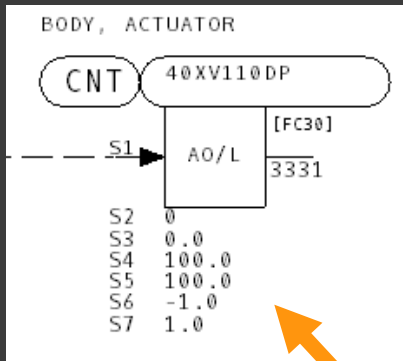 BODY, ACTUATOR
CNT 40XV110DP
[FC30]
S1 AO/L 3331
S2 0
S3 0.0
S4 100.0
S5 100.0
S6 -1.0
S7 1.0